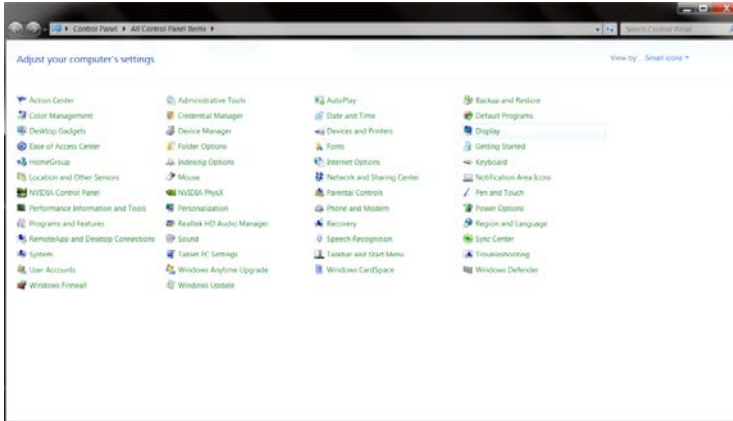 Control Panel ▸ All Control Panel Items ▸
Search Control Panel
Adjust your computer's settings
View by: Small icons
Action Center Administrative Tools AutoPlay Backup and Restore
Color Management Credential Manager Date and Time Default Programs
Desktop Gadgets Device Manager Devices and Printers Display
Ease of Access Center Folder Options Fonts Getting Started
HomeGroup Indexing Options Internet Options Keyboard
Location and Other Sensors Mouse Network and Sharing Center Notification Area Icons
NVIDIA Control Panel NVIDIA PhysX Parental Controls Pen and Touch
Performance Information and Tools Personalization Phone and Modem Power Options
Programs and Features Realtek HD Audio Manager Recovery Region and Language
RemoteApp and Desktop Connections Sound Speech Recognition Sync Center
System Tablet PC Settings Taskbar and Start Menu Troubleshooting
User Accounts Windows Anytime Upgrade Windows CardSpace Windows Defender
Windows Firewall Windows Update